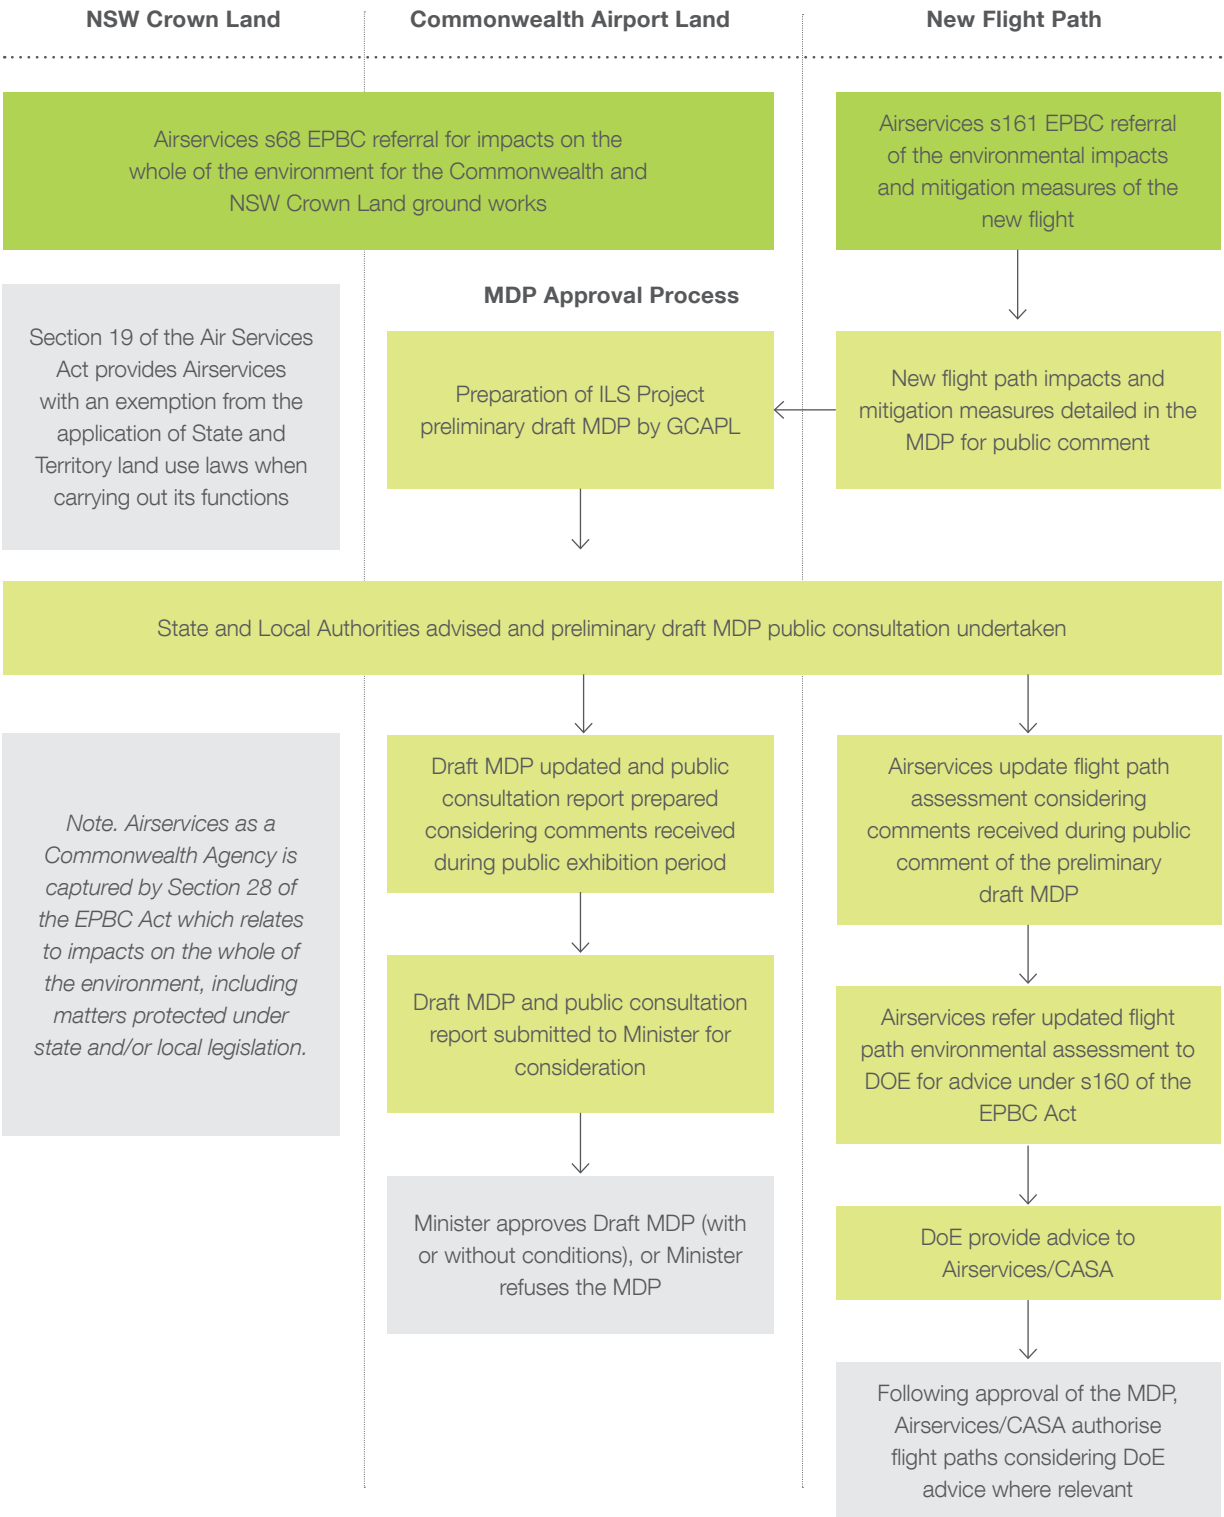 NSW Crown Land
Commonwealth Airport Land
New Flight Path
Airservices s68 EPBC referral for impacts on the
whole of the environment for the Commonwealth and
NSW Crown Land ground works
Airservices s161 EPBC referral
of the environmental impacts
and mitigation measures of the
new flight
Section 19 of the Air Services
Act provides Airservices
with an exemption from the
application of State and
Territory land use laws when
carrying out its functions
MDP Approval Process
Preparation of ILS Project
preliminary draft MDP by GCAPL
New flight path impacts and
mitigation measures detailed in the
MDP for public comment
State and Local Authorities advised and preliminary draft MDP public consultation undertaken
Note. Airservices as a
Commonwealth Agency is
captured by Section 28 of
the EPBC Act which relates
to impacts on the whole of
the environment, including
matters protected under
state and/or local legislation.
Draft MDP updated and public
consultation report prepared
considering comments received
during public exhibition period
Airservices update flight path
assessment considering
comments received during public
comment of the preliminary
draft MDP
Draft MDP and public consultation
report submitted to Minister for
consideration
Airservices refer updated flight
path environmental assessment to
DOE for advice under s160 of the
EPBC Act
Minister approves Draft MDP (with
or without conditions), or Minister
refuses the MDP
DoE provide advice to
Airservices/CASA
Following approval of the MDP,
Airservices/CASA authorise
flight paths considering DoE
advice where relevant